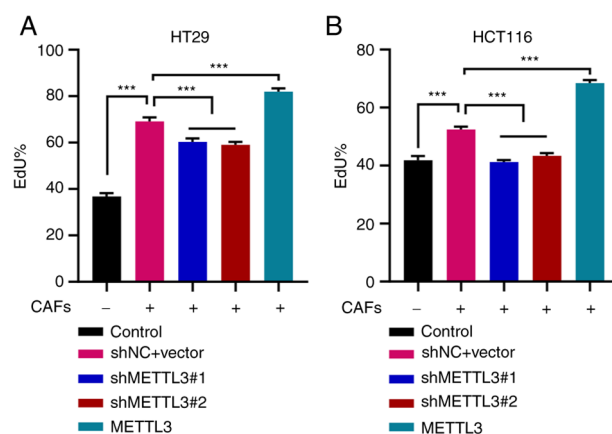 A
HT29
EdU%
100
80
60
40
20
0
***
***
***
CAFs
– + + + +
Control
shNC+vector
shMETTL3#1
shMETTL3#2
METTL3
B
HCT116
EdU%
80
60
40
20
0
***
***
***
CAFs
– + + + +
Control
shNC+vector
shMETTL3#1
shMETTL3#2
METTL3